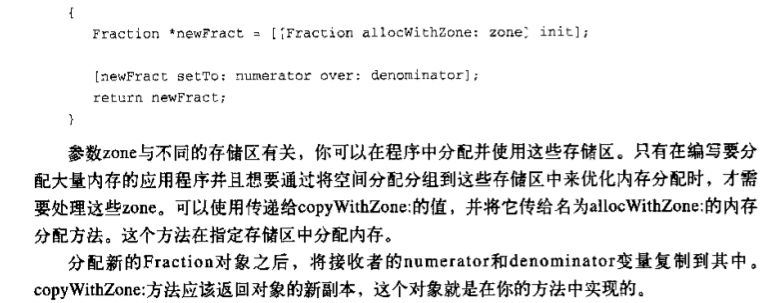 {
Fraction *newFract = [[Fraction allocWithZone: zone] init];
[newFract setTo: numerator over: denominator];
return newFract;
}
参数zone与不同的存储区有关，你可以在程序中分配并使用这些存储区。只有在编写要分
配大量内存的应用程序并且想要通过将空间分配分组到这些存储区中来优化内存分配时，才需
要处理这些zone。可以使用传递给copyWithZone:的值，并将它传给名为allocWithZone:的内存
分配方法。这个方法在指定存储区中分配内存。
分配新的Fraction对象之后，将接收者的numerator和denominator变量复制到其中。
copyWithZone:方法应该返回对象的新副本，这个对象就是在你的方法中实现的。